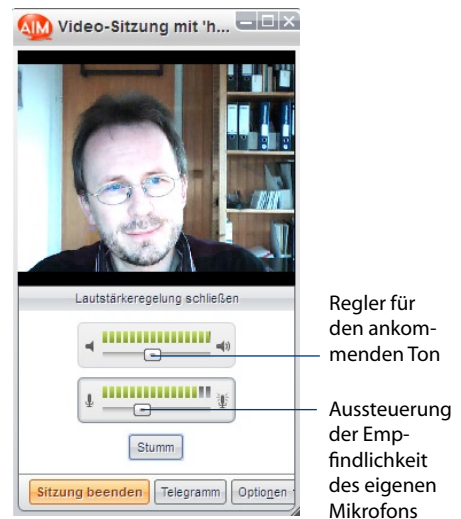 AIM Video-Sitzung mit 'h...
Lautstärkeregelung schließen
Stumm
Sitzung beenden Telegramm Optionen
Regler für
den ankom-
menden Ton
Aussteuerung
der Emp-
findlichkeit
des eigenen
Mikrofons